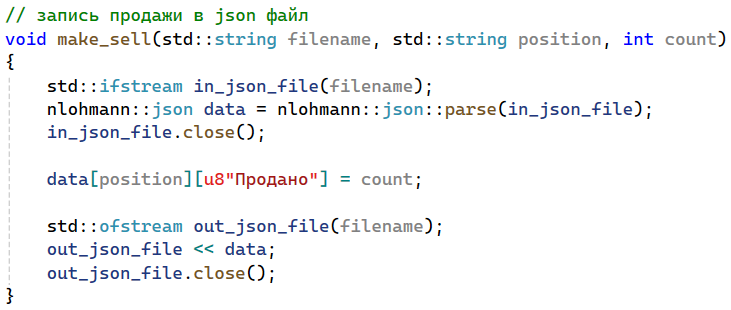 // запись продажи в json файл
void make_sell(std::string filename, std::string position, int count)
{
    std::ifstream in_json_file(filename);
    nlohmann::json data = nlohmann::json::parse(in_json_file);
    in_json_file.close();

    data[position][u8"Продано"] = count;

    std::ofstream out_json_file(filename);
    out_json_file << data;
    out_json_file.close();
}